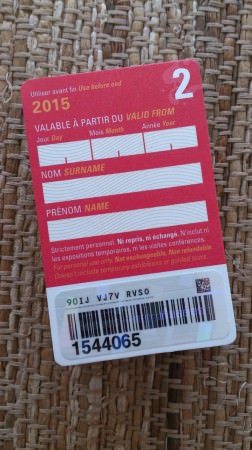 Utiliser avant fin Use before end
2015
2
VALABLE À PARTIR DU VALID FROM
Jour Day Mois Month Année Year
NOM SURNAME
PRÉNOM NAME
Strictement personnel. Ni repris, ni échangé. N'inclut ni
les expositions temporaires, ni les visites conférences.
For personal use only. Not exchangeable. Non-refundable.
Doesn't include temporary exhibitions or guided tours.
901J VJ7V RVSO
1544065